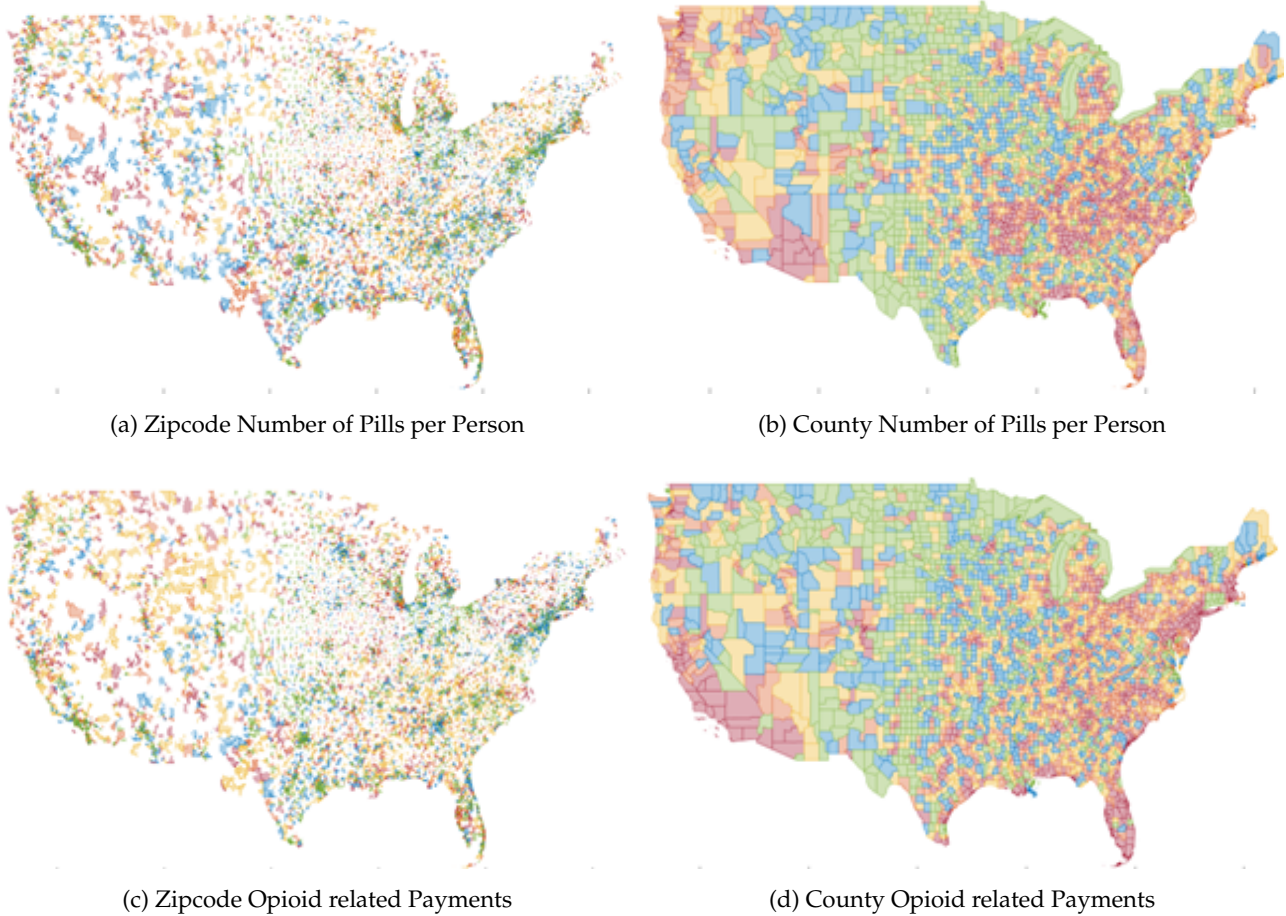 (a) Zipcode Number of Pills per Person
(b) County Number of Pills per Person
(c) Zipcode Opioid related Payments
(d) County Opioid related Payments